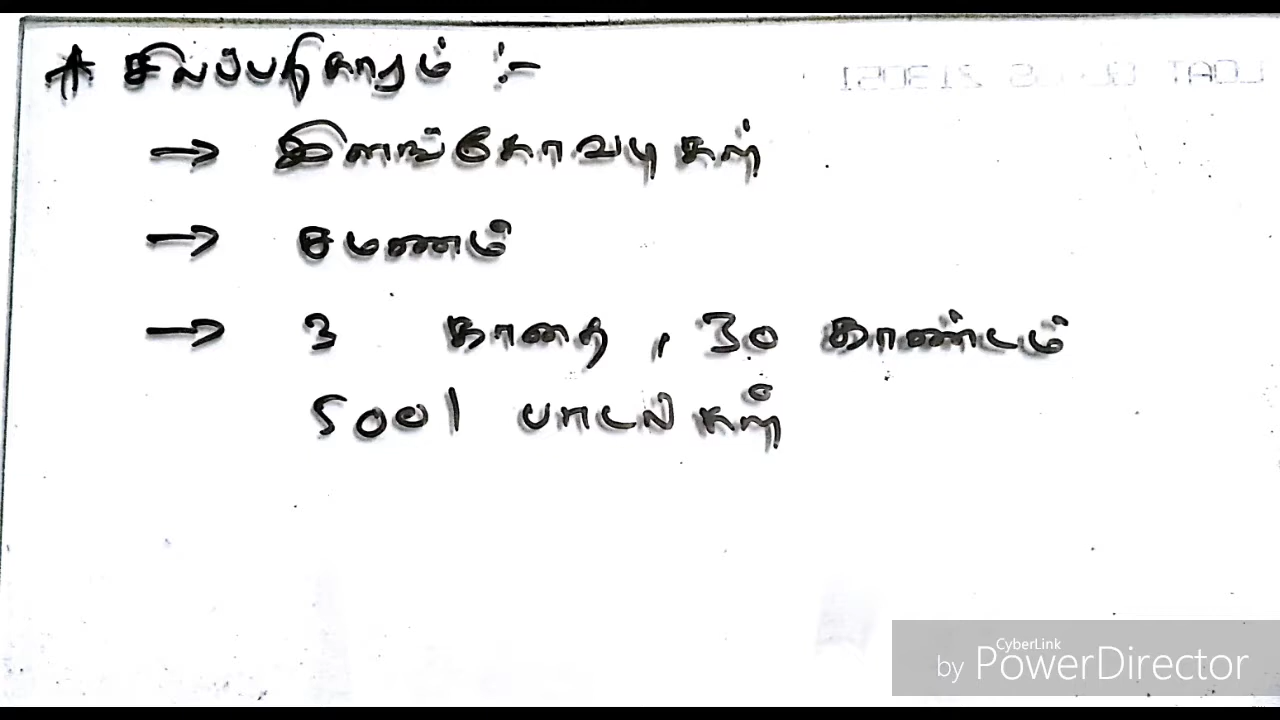 * சிலப்பதிகாரம் :-
→ இளங்கோவடிகள்
→ சமணம்
→ 3 காதை, 30 காண்டம்
5001 பாடல்கள்
CyberLink
by PowerDirector